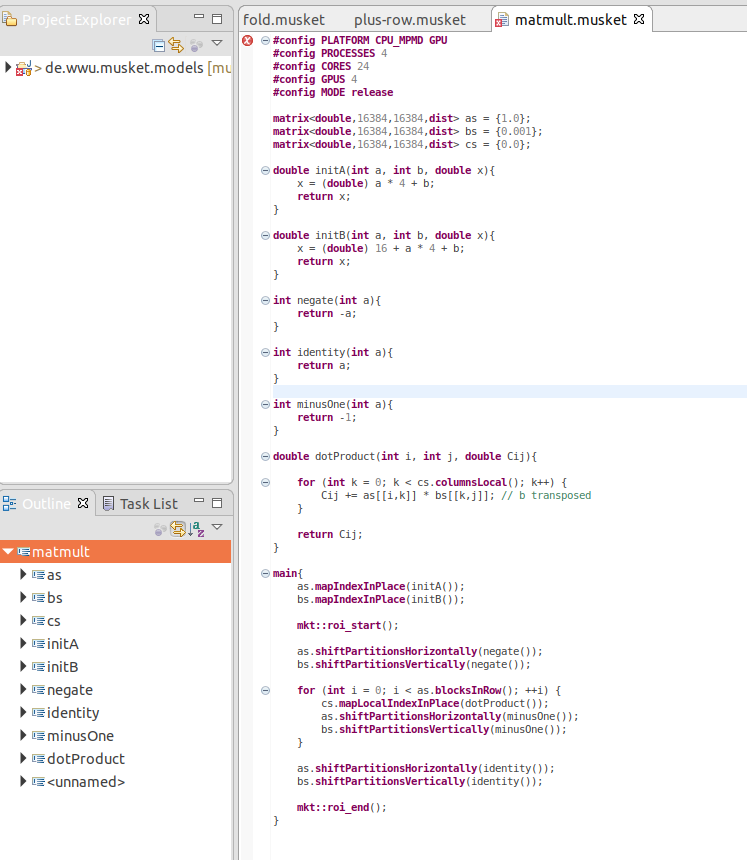 Project Explorer
> de.wwu.musket.models [mu
fold.musket
plus-row.musket
matmult.musket
#config PLATFORM CPU_MPMD GPU
#config PROCESSES 4
#config CORES 24
#config GPUS 4
#config MODE release
matrix<double,16384,16384,dist> as = {1.0};
matrix<double,16384,16384,dist> bs = {0.001};
matrix<double,16384,16384,dist> cs = {0.0};
double initA(int a, int b, double x){
x = (double) a * 4 + b;
return x;
}
double initB(int a, int b, double x){
x = (double) 16 + a * 4 + b;
return x;
}
int negate(int a){
return -a;
}
int identity(int a){
return a;
}
int minusOne(int a){
return -1;
}
double dotProduct(int i, int j, double Cij){
for (int k = 0; k < cs.columnsLocal(); k++) {
Cij += as[[i,k]] * bs[[k,j]]; // b transposed
}
return Cij;
}
main{
as.mapIndexInPlace(initA());
bs.mapIndexInPlace(initB());
mkt::roi_start();
as.shiftPartitionsHorizontally(negate());
bs.shiftPartitionsVertically(negate());
for (int i = 0; i < as.blocksInRow(); ++i) {
cs.mapLocalIndexInPlace(dotProduct());
as.shiftPartitionsHorizontally(minusOne());
bs.shiftPartitionsVertically(minusOne());
}
as.shiftPartitionsHorizontally(identity());
bs.shiftPartitionsVertically(identity());
mkt::roi_end();
}
Outline
Task List
matmult
as
bs
cs
initA
initB
negate
identity
minusOne
dotProduct
<unnamed>